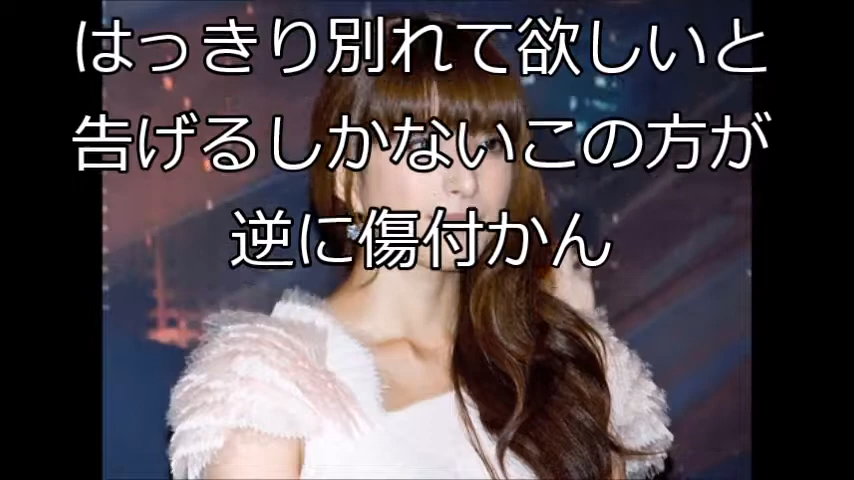 はっきり別れて欲しいと
告げるしかないこの方が
逆に傷付かん